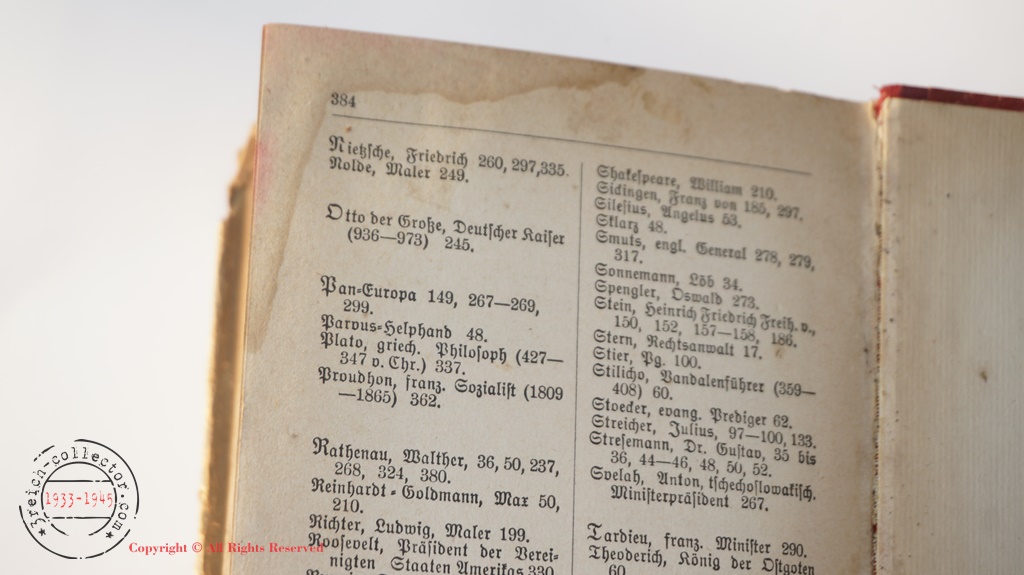 384
Nietzsche, Friedrich 260, 297, 335.
Nolde, Maler 249.
Otto der Große, Deutscher Kaiser
(936—973) 245.
Pan-Europa 149, 267—269,
299.
Parvus-Helphand 48.
Plato, griech. Philosoph (427—
347 v. Chr.) 337.
Proudhon, franz. Sozialist (1809
—1865) 362.
Rathenau, Walther, 36, 50, 237,
268, 324, 380.
Reinhardt-Goldmann, Max 50,
210.
Richter, Ludwig, Maler 199.
Roosevelt, Präsident der Verei-
nigten Staaten Amerikas 330.
Shakespeare, William 210.
Sickingen, Franz von 185, 297.
Silesius, Angelus 53.
Sklarz 48.
Smuts, engl. General 278, 279,
317.
Sonnemann, Löb 34.
Spengler, Oswald 273.
Stein, Heinrich Friedrich Freih. v.,
150, 152, 157—158, 186.
Stern, Rechtsanwalt 17.
Stier, Pg. 100.
Stilicho, Vandalenführer (359—
408) 60.
Stoecker, evang. Prediger 62.
Streicher, Julius, 97—100, 133.
Stresemann, Dr. Gustav, 35 bis
36, 44—46, 48, 50, 52.
Svelah, Anton, tschechoslowakisch.
Ministerpräsident 267.
Tardieu, franz. Minister 290.
Theoderich, König der Ostgoten
60.
3reich-collector.com
1933-1945
Copyright © All Rights Reserved